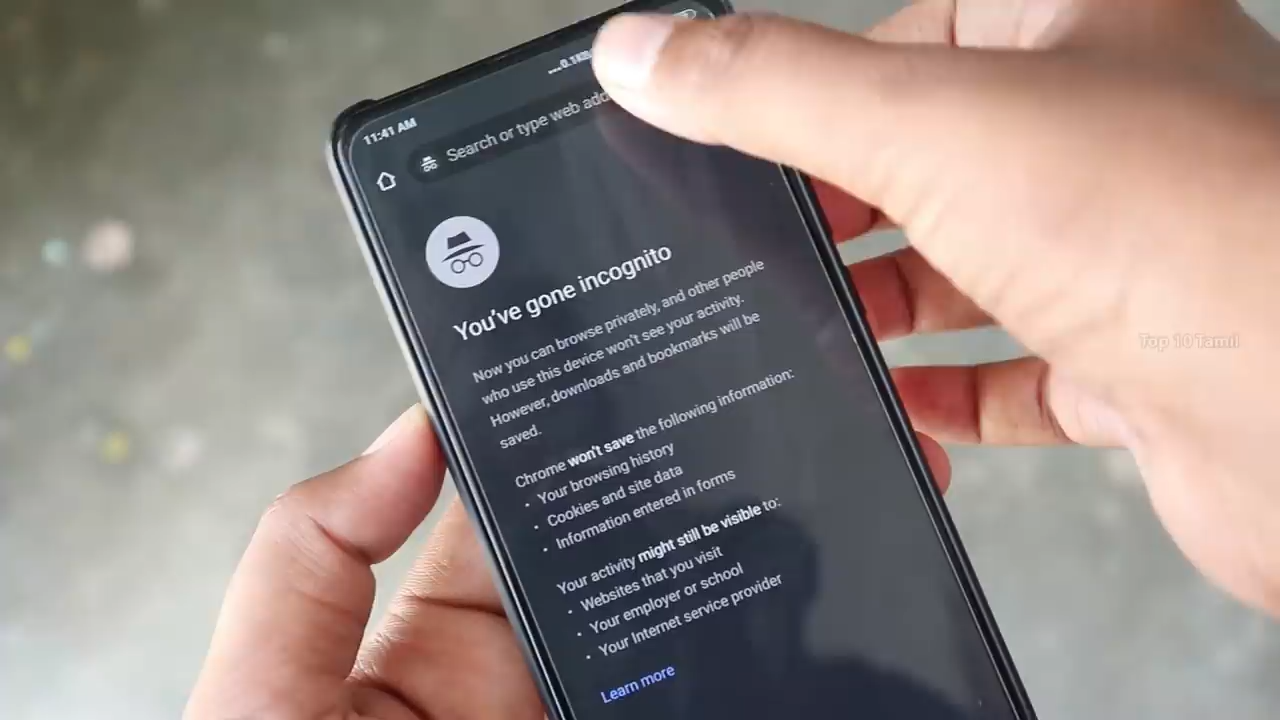 11:41 AM
...0.1KB
Search or type web add
You've gone incognito
Now you can browse privately, and other people
who use this device won't see your activity.
However, downloads and bookmarks will be
saved.
Chrome won't save the following information:
• Your browsing history
• Cookies and site data
• Information entered in forms
Your activity might still be visible to:
• Websites that you visit
• Your employer or school
• Your Internet service provider
Learn more
Top 10 Tamil